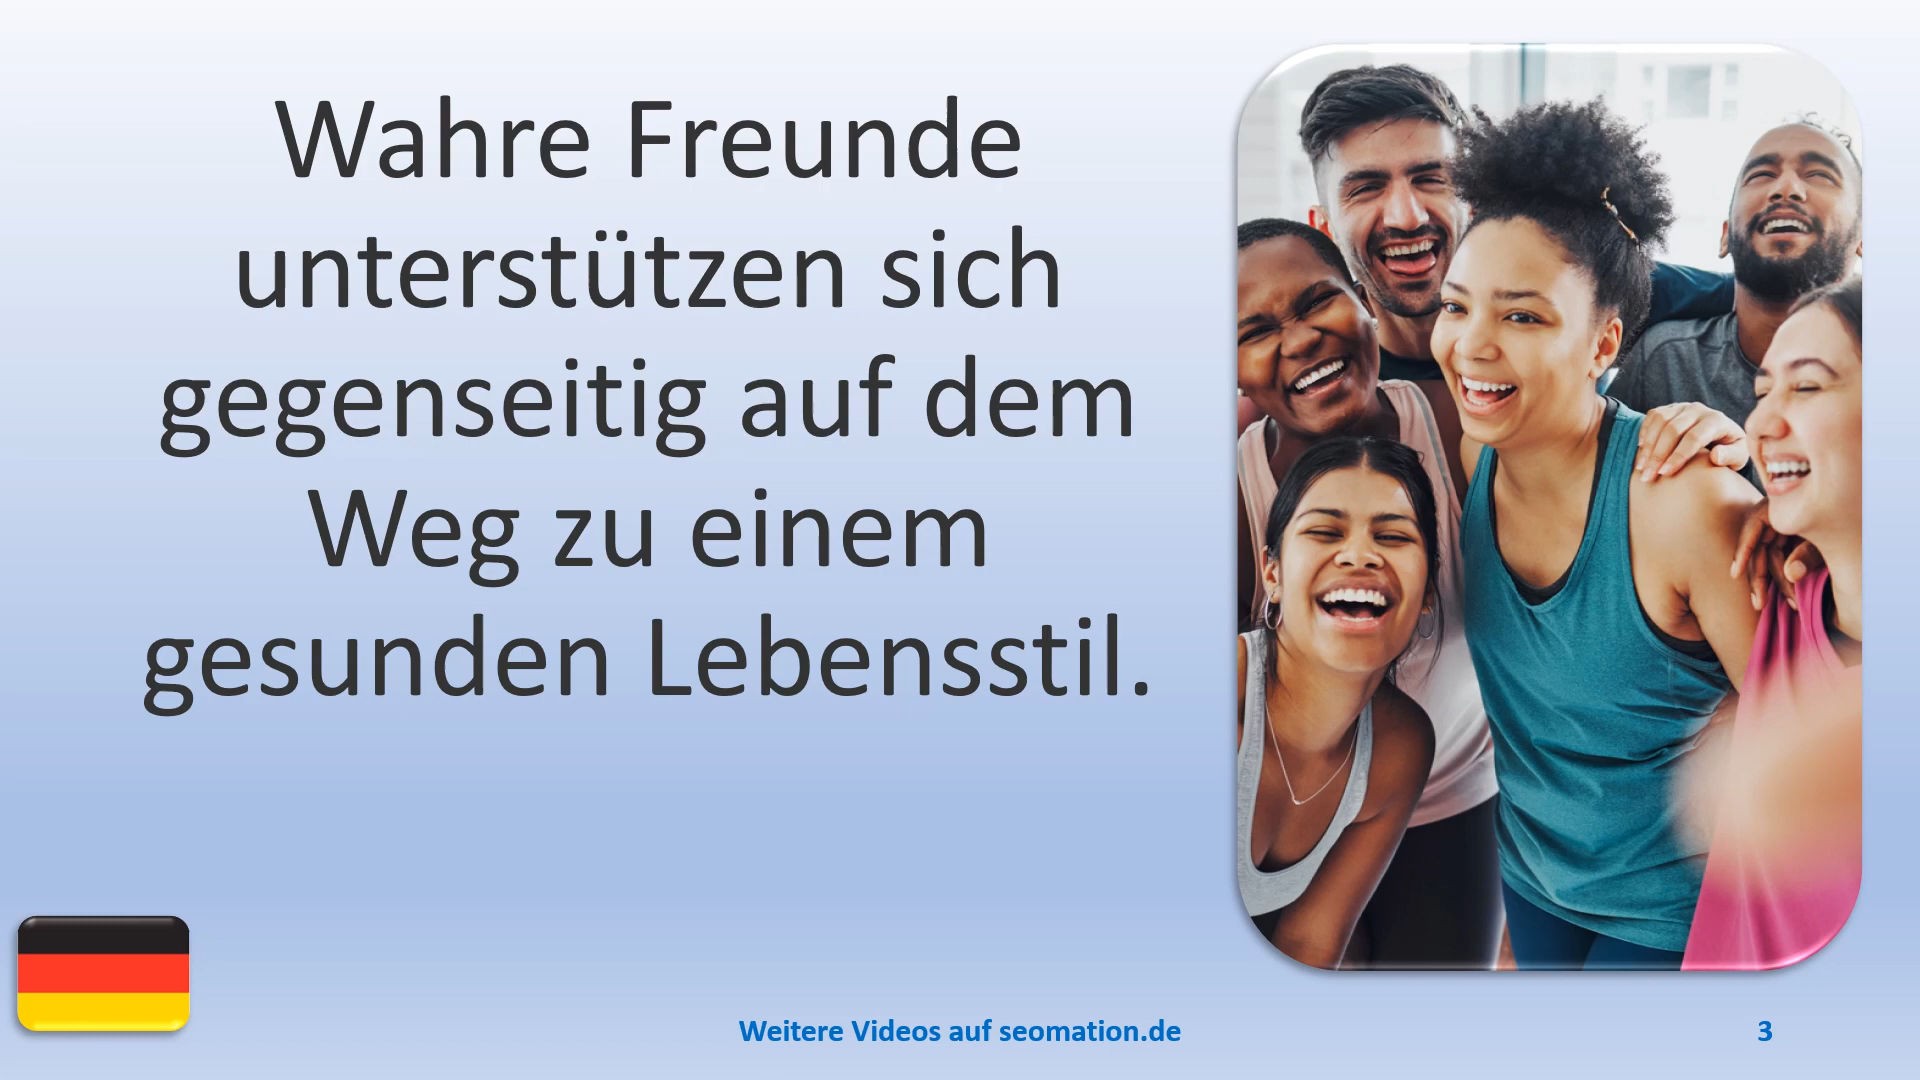 Wahre Freunde
unterstützen sich
gegenseitig auf dem
Weg zu einem
gesunden Lebensstil.
Weitere Videos auf seomation.de
3